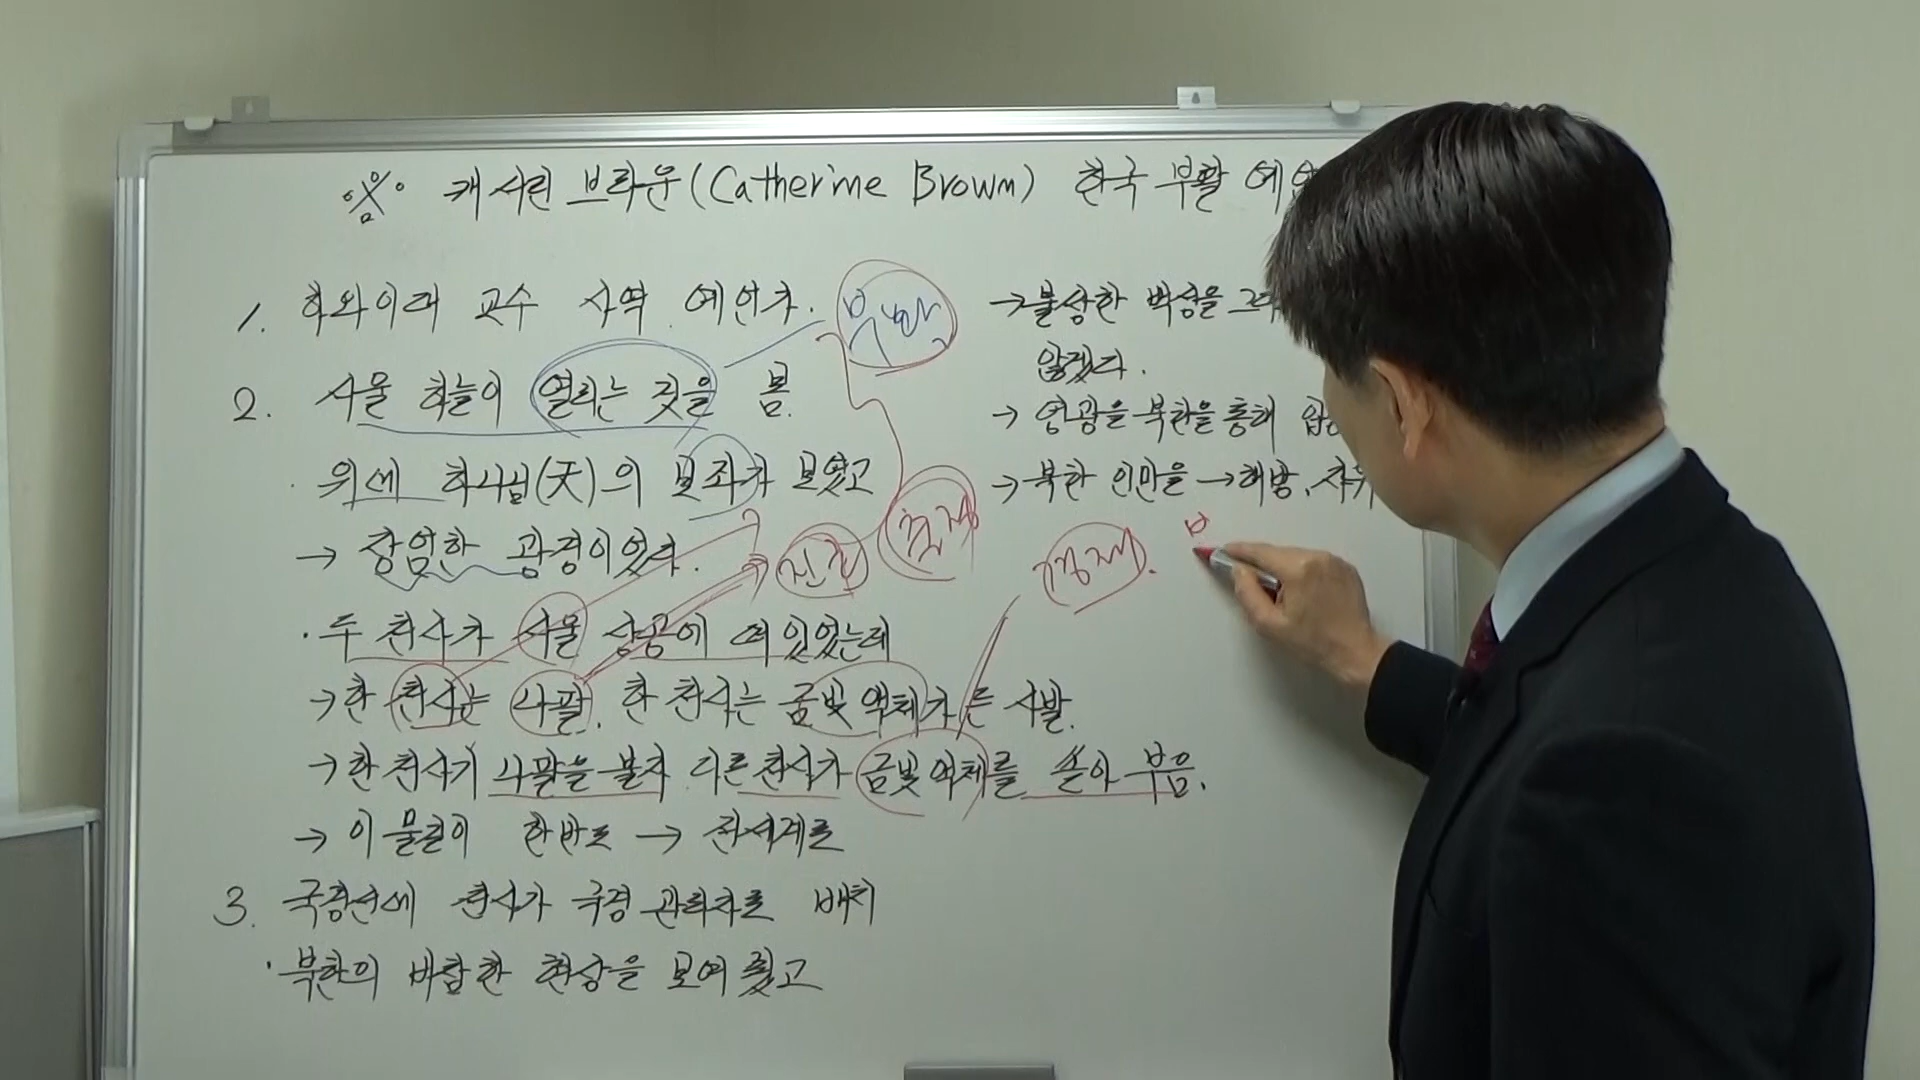 캐서린 브라운(Catherine Brown) 한국 부활 예언
1. 하와이대 교수 사역 예언가.
2. 서울 하늘이 열리는 것을 봄.
· 위에 하나님(天)의 보좌가 보였고
→ 장엄한 광경이었다.
· 두 천사가 서울 상공에 떠 있었는데
→ 한 천사는 나팔. 한 천사는 금빛 액체가 든 사발.
→ 한 천사가 나팔을 불자 다른 천사가 금빛 액체를 쏟아 부음.
→ 이 물결이 한반도 → 전세계로
3. 국경선에 천사가 국경 관리자로 배치
· 북한의 비참한 현상을 보여 줬고
→ 불쌍한 백성을
않겠다.
→ 영광을 북한을 통해
→ 북한 인민을 → 해방,
경제.